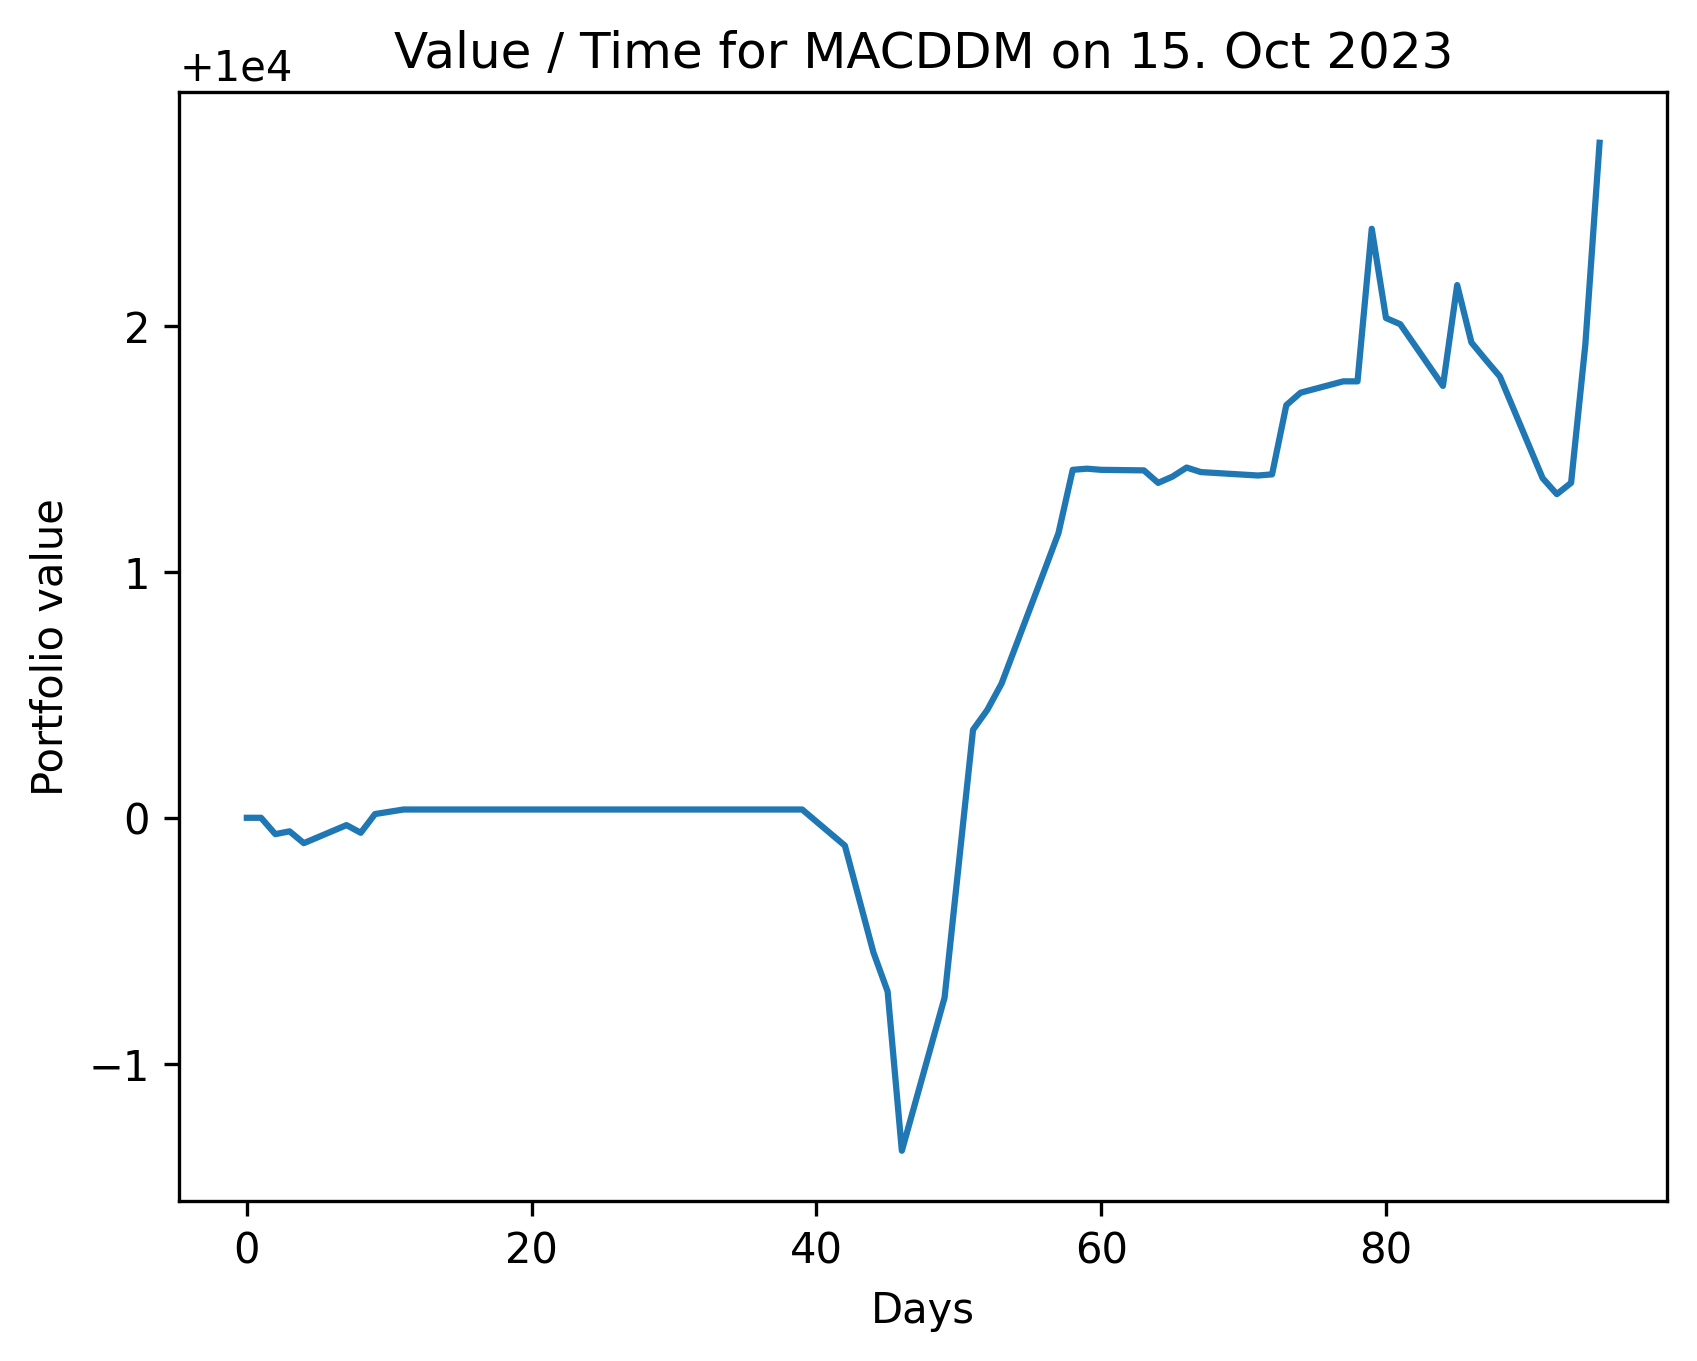 Value / Time for MACDDM on 15. Oct 2023
+1e4
2
1
0
−1
Portfolio value
0 20 40 60 80
Days